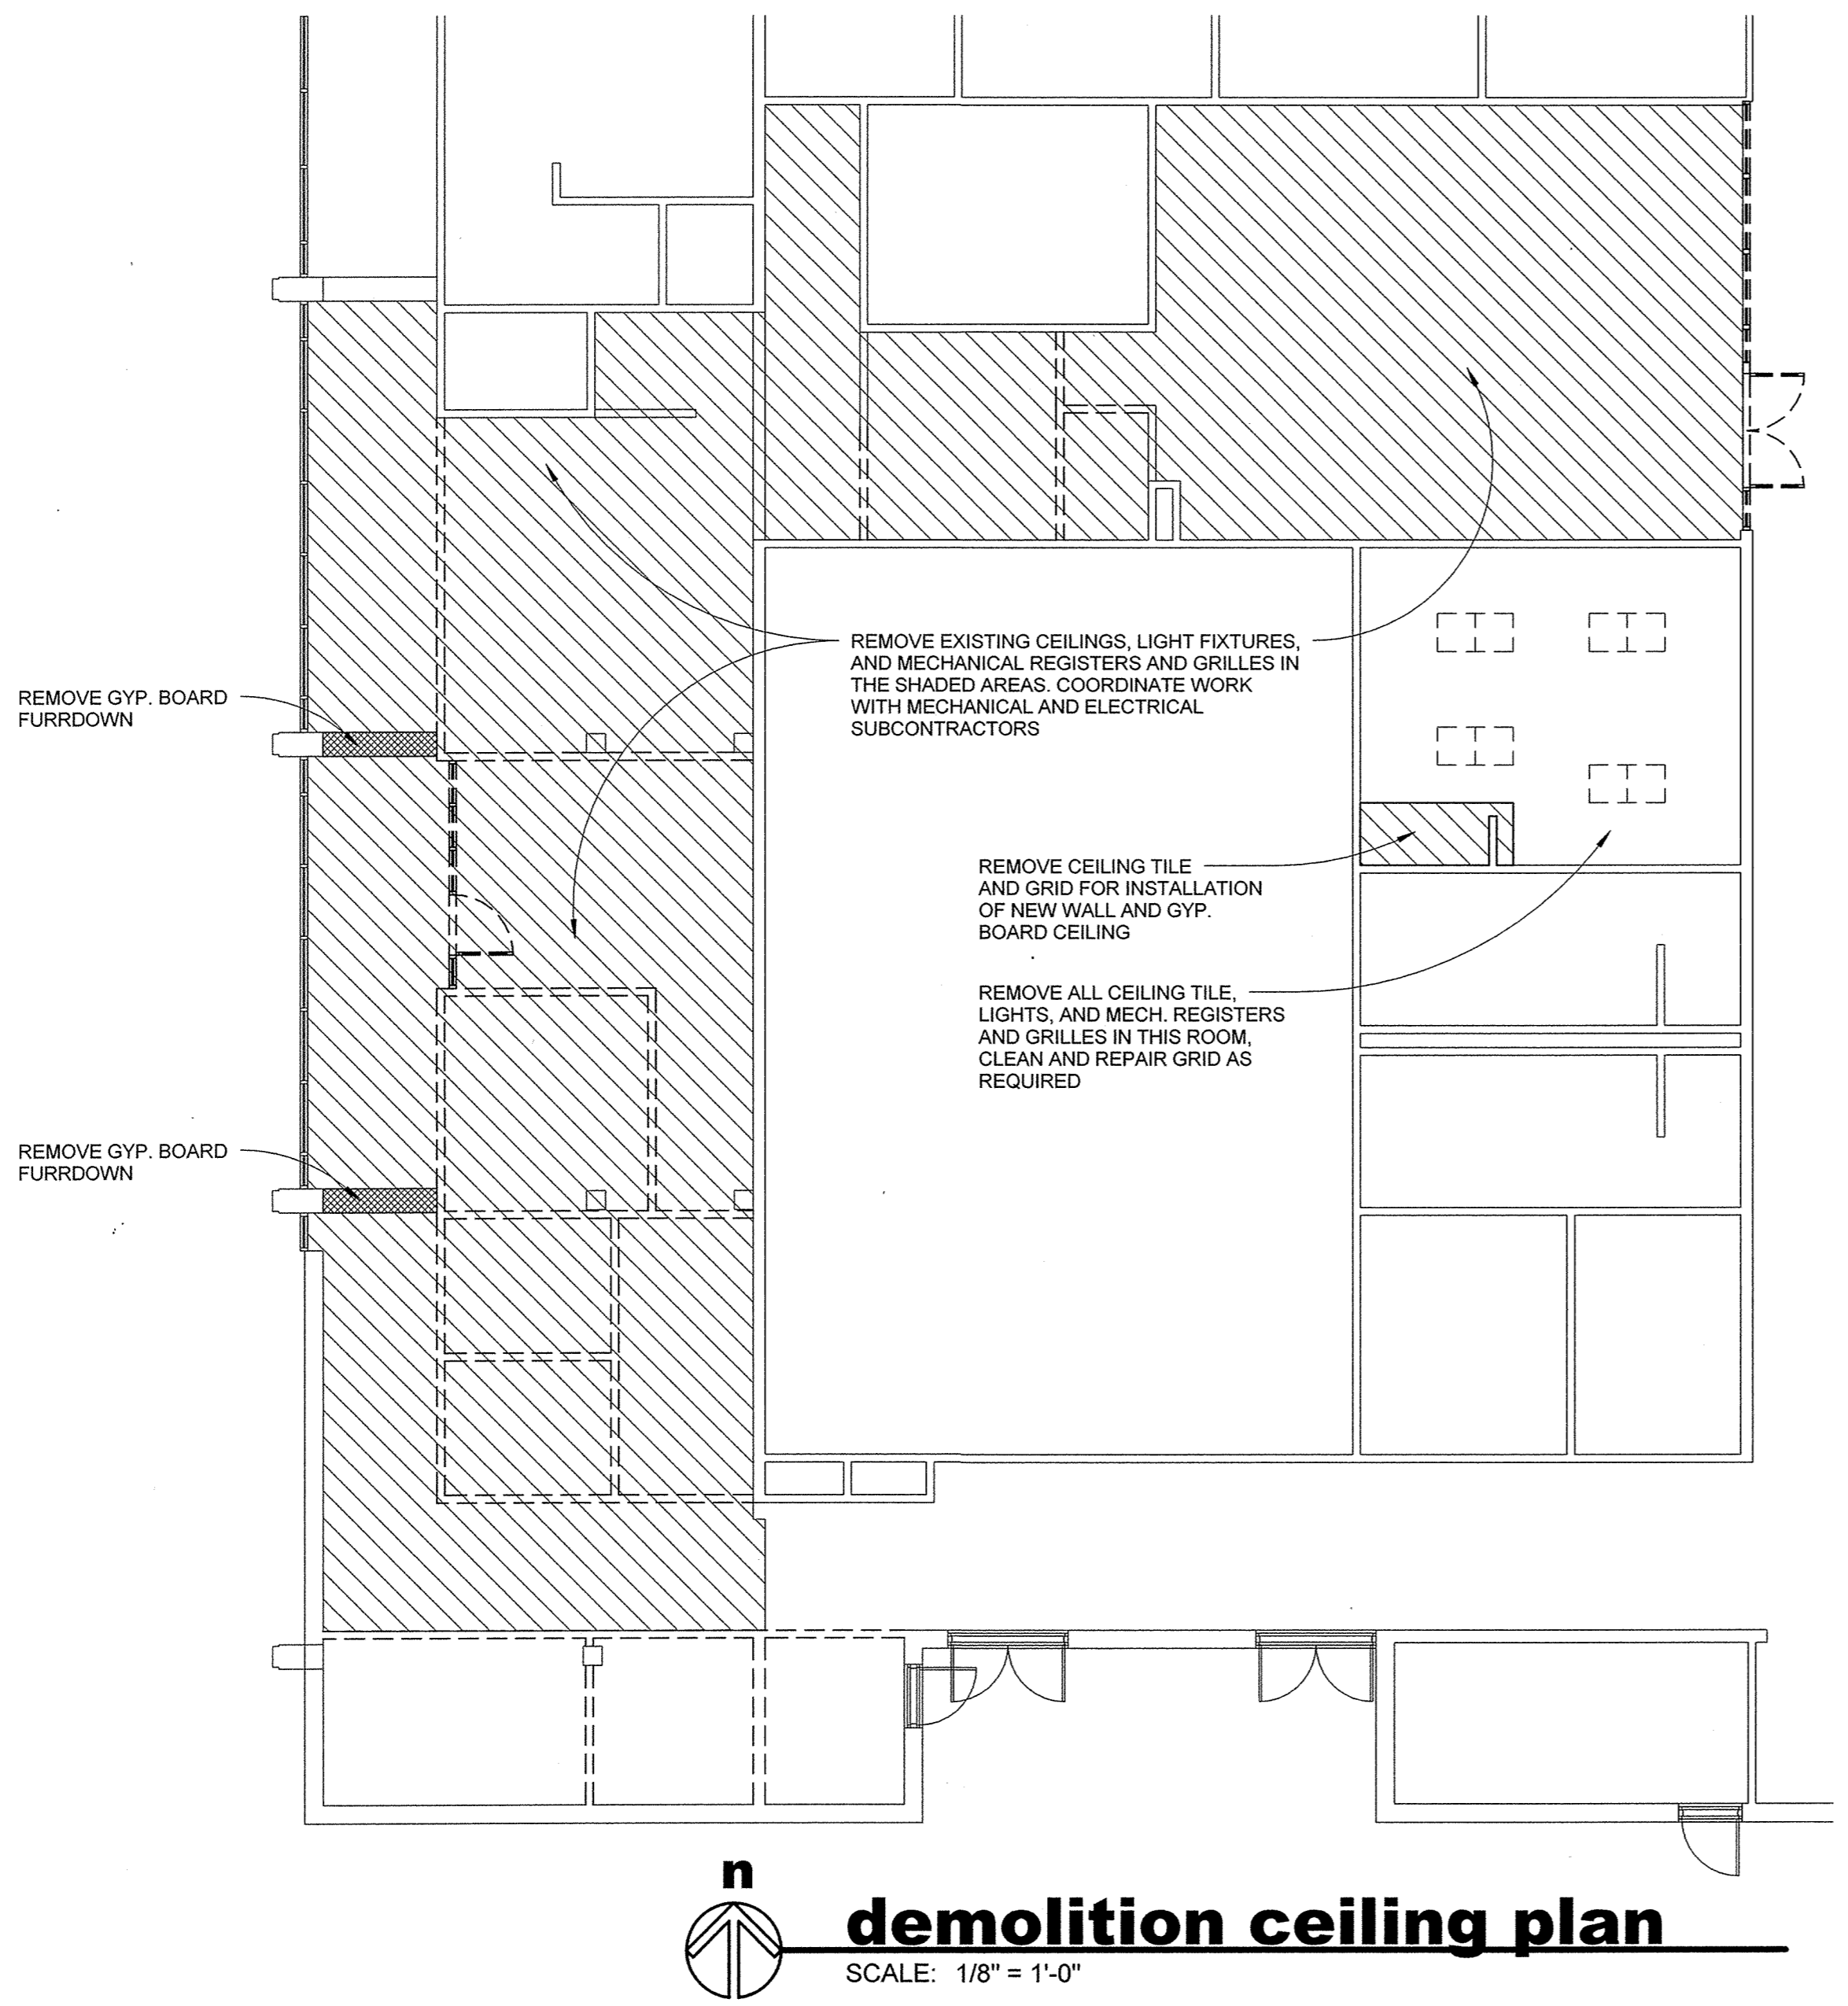 REMOVE EXISTING CEILINGS, LIGHT FIXTURES,
AND MECHANICAL REGISTERS AND GRILLES IN
THE SHADED AREAS. COORDINATE WORK
WITH MECHANICAL AND ELECTRICAL
SUBCONTRACTORS
REMOVE GYP. BOARD
FURRDOWN
REMOVE CEILING TILE
AND GRID FOR INSTALLATION
OF NEW WALL AND GYP.
BOARD CEILING
REMOVE ALL CEILING TILE,
LIGHTS, AND MECH. REGISTERS
AND GRILLES IN THIS ROOM,
CLEAN AND REPAIR GRID AS
REQUIRED
REMOVE GYP. BOARD
FURRDOWN
n
demolition ceiling plan
SCALE: 1/8" = 1'-0"